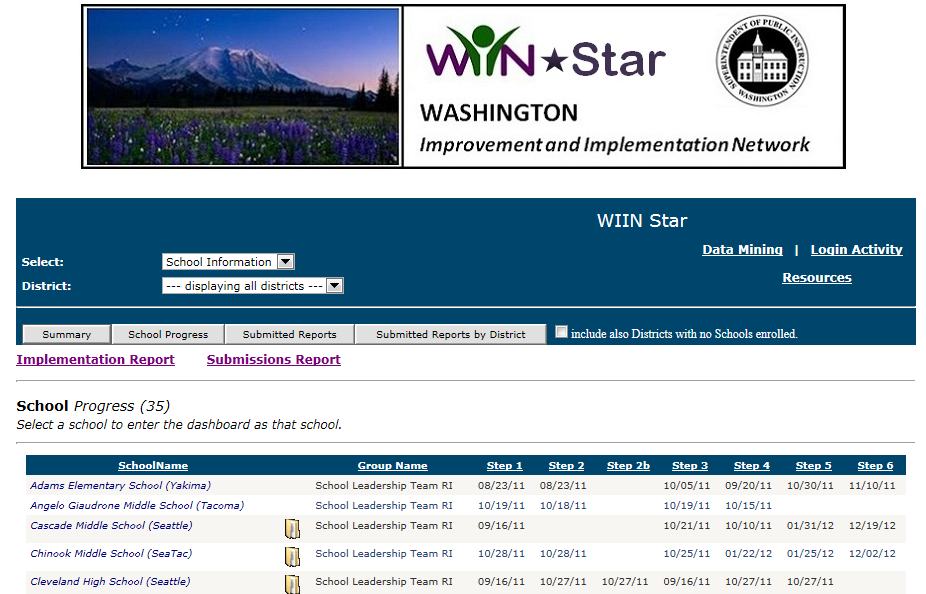 WIIN★Star
SUPERINTENDENT OF PUBLIC INSTRUCTION
WASHINGTON
WASHINGTON
Improvement and Implementation Network
WIIN Star
Data Mining | Login Activity
Select: School Information
Resources
District: --- displaying all districts ---
Summary School Progress Submitted Reports Submitted Reports by District include also Districts with no Schools enrolled.
Implementation Report Submissions Report
School Progress (35)
Select a school to enter the dashboard as that school.
SchoolName Group Name Step 1 Step 2 Step 2b Step 3 Step 4 Step 5 Step 6
Adams Elementary School (Yakima) School Leadership Team RI 08/23/11 08/23/11 10/05/11 09/20/11 10/30/11 11/10/11
Angelo Giaudrone Middle School (Tacoma) School Leadership Team RI 10/19/11 10/18/11 10/19/11 10/15/11
Cascade Middle School (Seattle) School Leadership Team RI 09/16/11 10/21/11 10/10/11 01/31/12 12/19/12
Chinook Middle School (SeaTac) School Leadership Team RI 10/28/11 10/28/11 10/25/11 01/22/12 01/25/12 12/02/12
Cleveland High School (Seattle) School Leadership Team RI 09/16/11 10/27/11 10/27/11 09/16/11 10/27/11 10/27/11